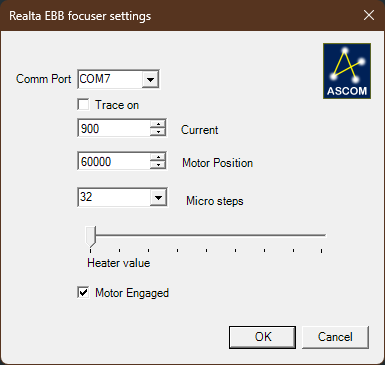 Realta EBB focuser settings
Comm Port COM7
ASCOM
Trace on
900 Current
60000 Motor Position
32 Micro steps
Heater value
Motor Engaged
OK Cancel